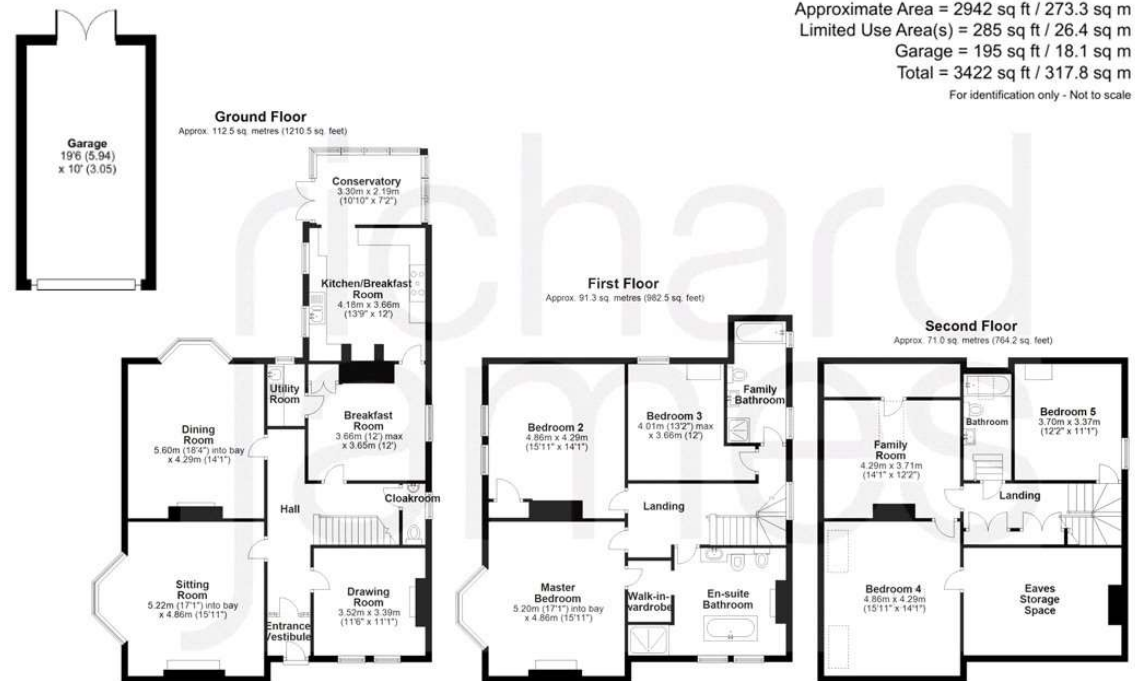 Approximate Area = 2942 sq ft / 273.3 sq m
Limited Use Area(s) = 285 sq ft / 26.4 sq m
Garage = 195 sq ft / 18.1 sq m
Total = 3422 sq ft / 317.8 sq m
For identification only - Not to scale
Garage
19'6 (5.94)
x 10' (3.05)
Ground Floor
Approx. 112.5 sq. metres (1210.5 sq. feet)
Conservatory
3.30m x 2.19m
(10'10" x 7'2")
Kitchen/Breakfast
Room
4.18m x 3.66m
(13'9" x 12')
Utility
Room
Breakfast
Room
3.66m (12') max
x 3.65m (12')
Dining
Room
5.60m (18'4") into bay
x 4.29m (14'1")
Cloakroom
Hall
Sitting
Room
5.22m (17'1") into bay
x 4.86m (15'11")
Drawing
Room
3.52m x 3.39m
(11'6" x 11'1")
Entrance
Vestibule
First Floor
Approx. 91.3 sq. metres (982.5 sq. feet)
Family
Bathroom
Bedroom 3
4.01m (13'2") max
x 3.66m (12')
Bedroom 2
4.86m x 4.29m
(15'11" x 14'1")
Landing
Master
Bedroom
5.20m (17'1") into bay
x 4.86m (15'11")
Walk-in-
wardrobe
En-suite
Bathroom
Second Floor
Approx. 71.0 sq. metres (764.2 sq. feet)
Bathroom
Bedroom 5
3.70m x 3.37m
(12'2" x 11'1")
Family
Room
4.29m x 3.71m
(14'1" x 12'2")
Landing
Bedroom 4
4.86m x 4.29m
(15'11" x 14'1")
Eaves
Storage
Space
richard
james